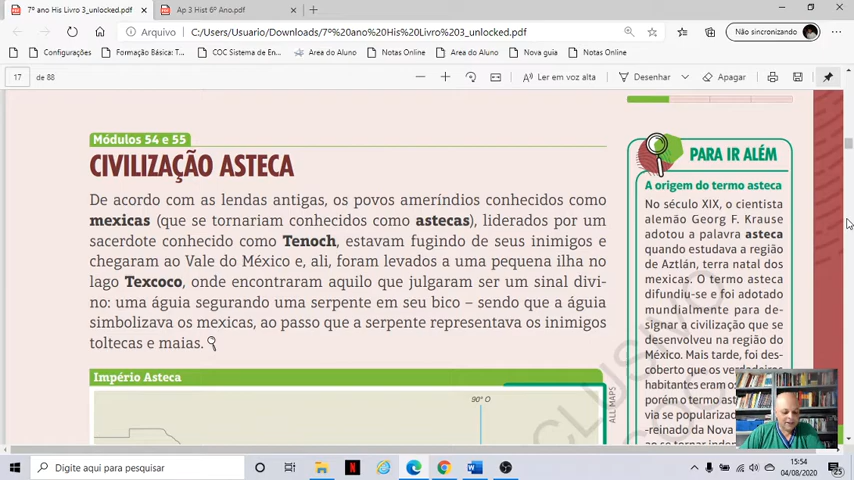 7º ano His Livro 3_unlocked.pdf
Ap 3 Hist 6º Ano.pdf
Arquivo
C:/Users/Usuario/Downloads/7º%20ano%20His%20Livro%203_unlocked.pdf
Não sincronizando
Configurações
Formação Básica: T...
COC Sistema de En...
Area do Aluno
Notas Online
Area do Aluno
Nova guia
Notas Online
17
de 88
Ler em voz alta
Desenhar
Apagar
Módulos 54 e 55
CIVILIZAÇÃO ASTECA
De acordo com as lendas antigas, os povos ameríndios conhecidos como
mexicas (que se tornariam conhecidos como astecas), liderados por um
sacerdote conhecido como Tenoch, estavam fugindo de seus inimigos e
chegaram ao Vale do México e, ali, foram levados a uma pequena ilha no
lago Texcoco, onde encontraram aquilo que julgaram ser um sinal divi-
no: uma águia segurando uma serpente em seu bico – sendo que a águia
simbolizava os mexicas, ao passo que a serpente representava os inimigos
toltecas e maias.
Império Asteca
90° O
ALL MAPS
PARA IR ALÉM
A origem do termo asteca
No século XIX, o cientista
alemão Georg F. Krause
adotou a palavra asteca
quando estudava a região
de Aztlán, terra natal dos
mexicas. O termo asteca
difundiu-se e foi adotado
mundialmente para de-
signar a civilização que se
desenvolveu na região do
México. Mais tarde, foi des-
coberto que os
habitantes eram os
porém o termo
via se popularizad
-reinado da Nova
Digite aqui para pesquisar
15:54
04/08/2020
25